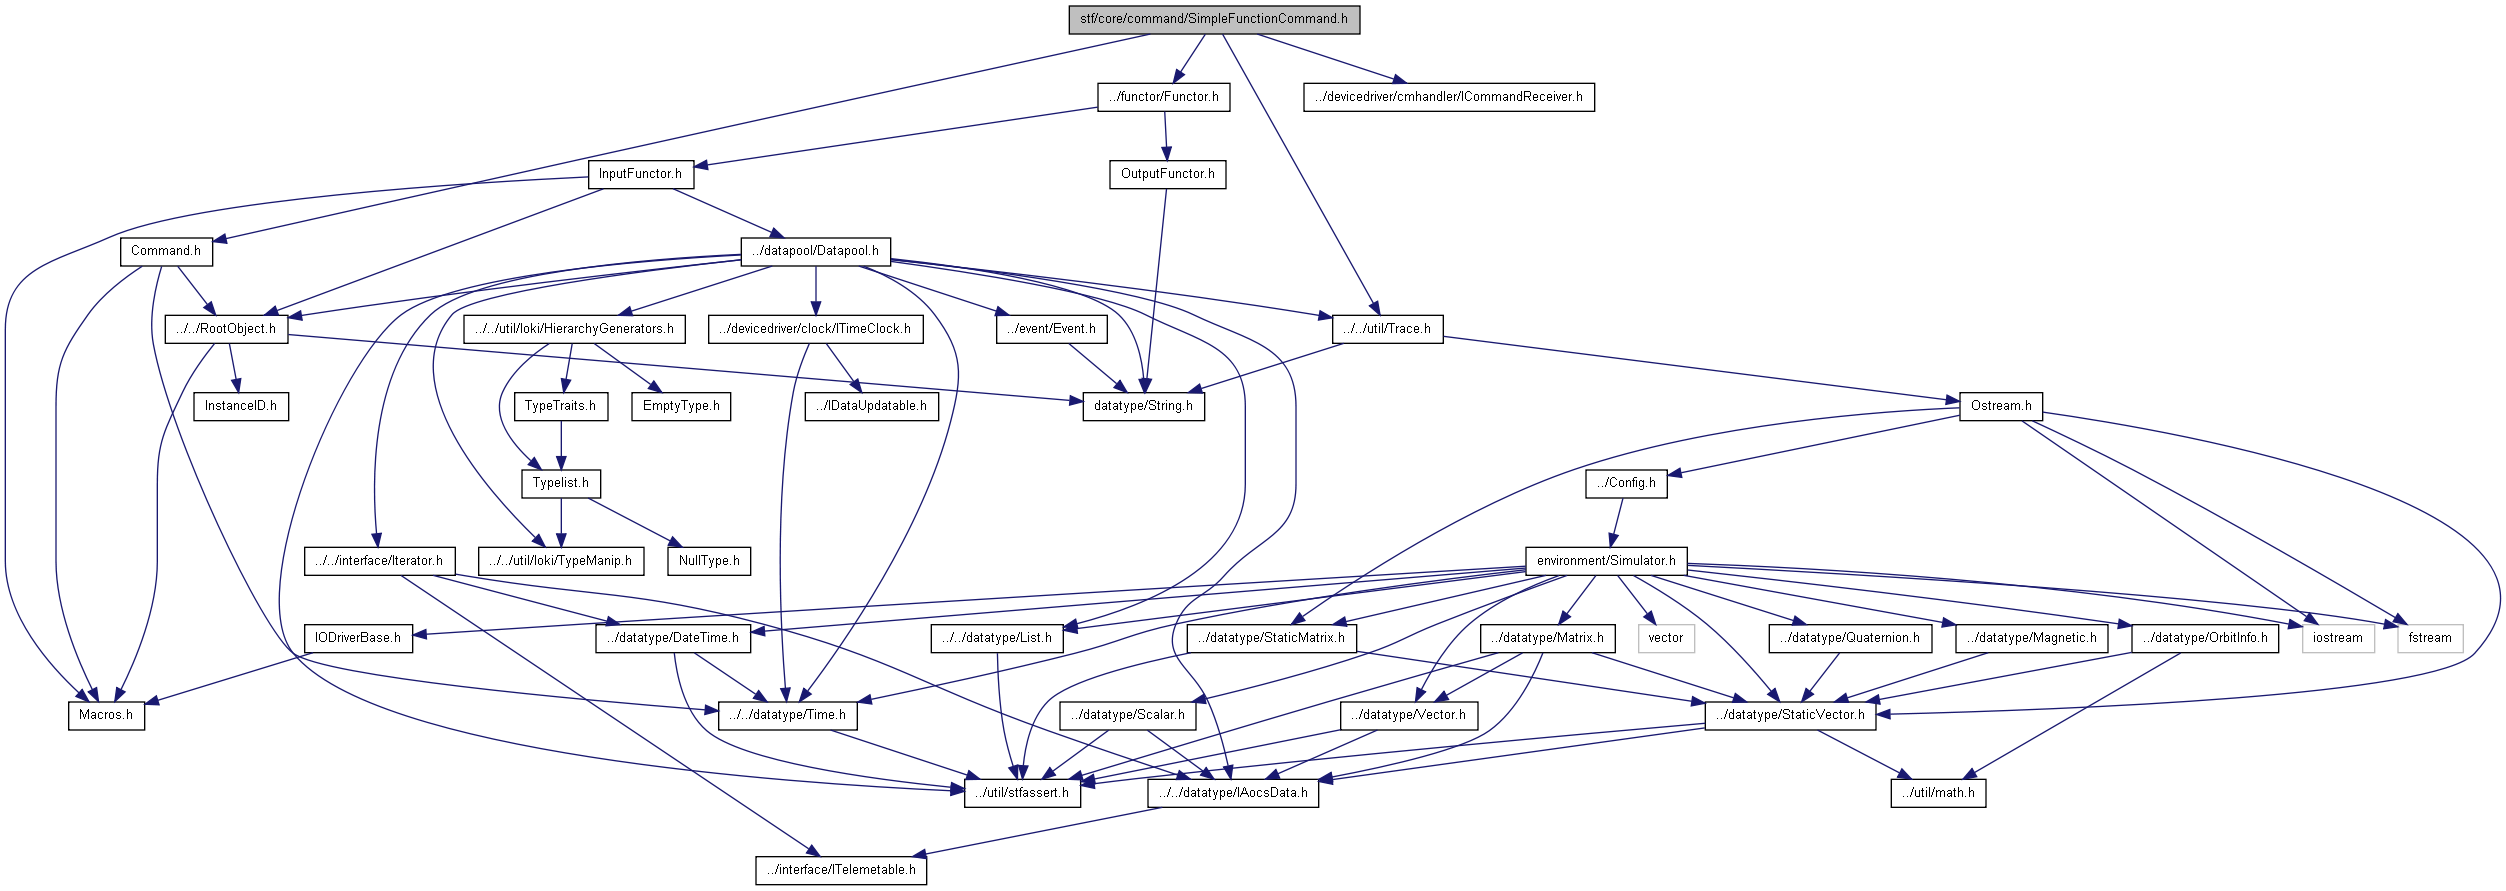 stf/core/command/SimpleFunctionCommand.h
../functor/Functor.h
../devicedriver/cmhandler/ICommandReceiver.h
InputFunctor.h
OutputFunctor.h
Command.h
../datapool/Datapool.h
../../RootObject.h
../../util/loki/HierarchyGenerators.h
../devicedriver/clock/ITimeClock.h
../event/Event.h
../../util/Trace.h
InstanceID.h
TypeTraits.h
EmptyType.h
../IDataUpdatable.h
datatype/String.h
Ostream.h
Typelist.h
../Config.h
../../interface/Iterator.h
../../util/loki/TypeManip.h
NullType.h
environment/Simulator.h
IODriverBase.h
../datatype/DateTime.h
../../datatype/List.h
../datatype/StaticMatrix.h
../datatype/Matrix.h
vector
../datatype/Quaternion.h
../datatype/Magnetic.h
../datatype/OrbitInfo.h
iostream
fstream
Macros.h
../../datatype/Time.h
../datatype/Scalar.h
../datatype/Vector.h
../datatype/StaticVector.h
../util/stfassert.h
../../datatype/IAocsData.h
../util/math.h
../interface/ITelemetable.h